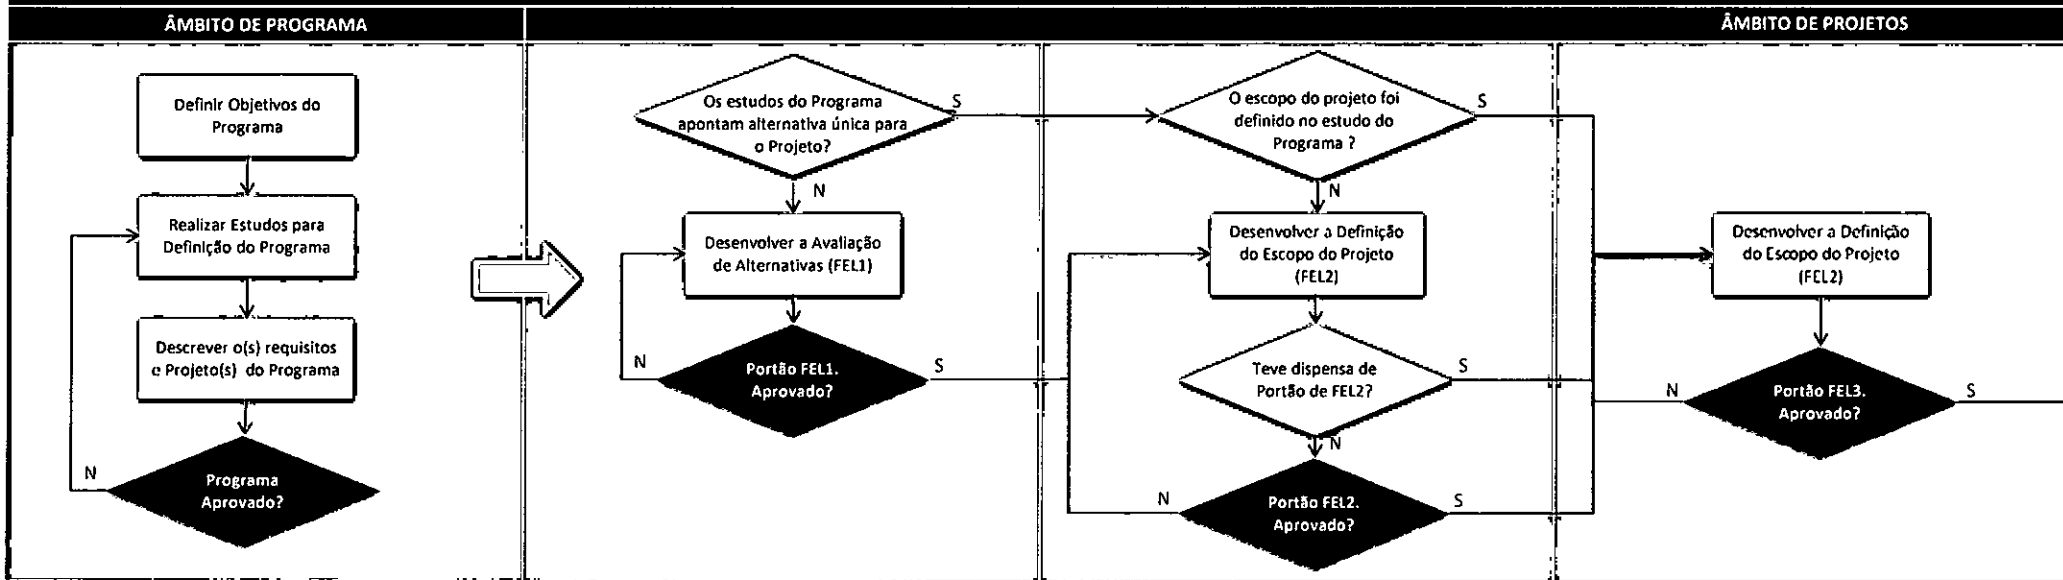 ÂMBITO DE PROGRAMA
ÂMBITO DE PROJETOS
Definir Objetivos do
Programa
Realizar Estudos para
Definição do Programa
Descrever o(s) requisitos
e Projeto(s) do Programa
N
Programa
Aprovado?
Os estudos do Programa
apontam alternativa única para
o Projeto?
S
N
Desenvolver a Avaliação
de Alternativas (FEL1)
N
Portão FEL1.
Aprovado?
S
O escopo do projeto foi
definido no estudo do
Programa ?
S
N
Desenvolver a Definição
do Escopo do Projeto
(FEL2)
Teve dispensa de
Portão de FEL2?
S
N
N
Portão FEL2.
Aprovado?
S
Desenvolver a Definição
do Escopo do Projeto
(FEL2)
N
Portão FEL3.
Aprovado?
S